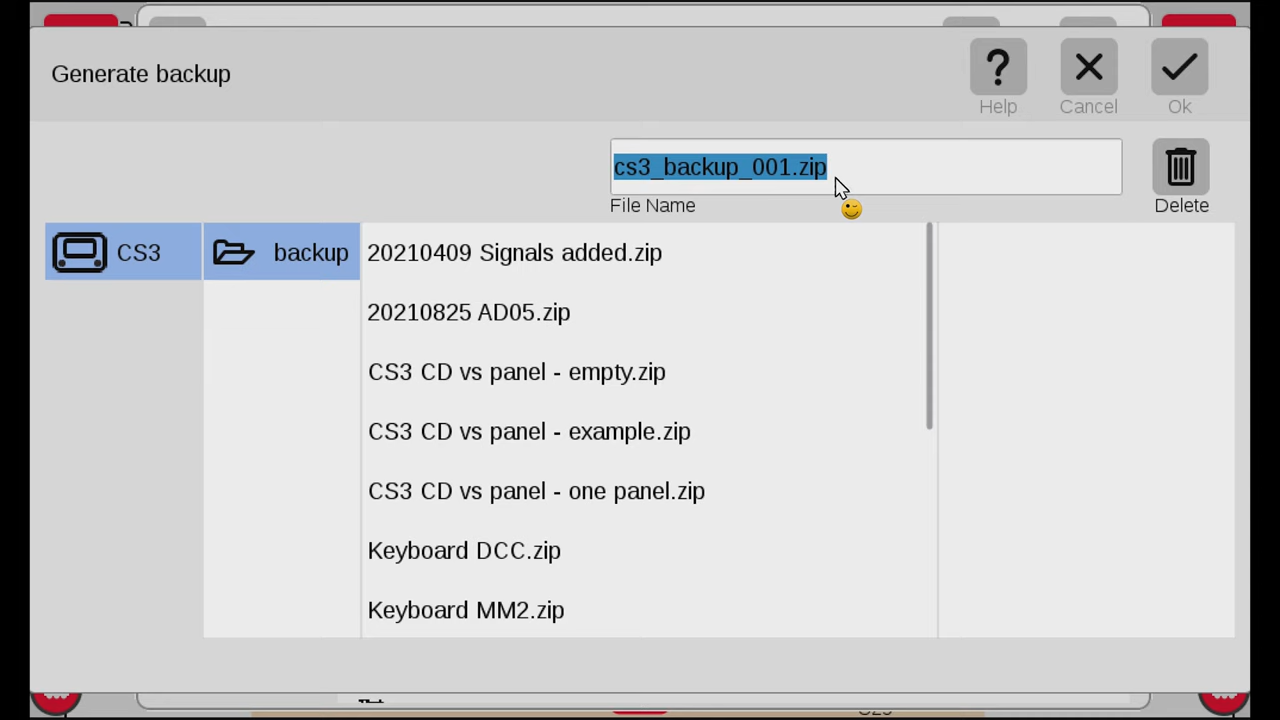 Generate backup
Help
Cancel
Ok
cs3_backup_001.zip
File Name
Delete
CS3
backup
20210409 Signals added.zip
20210825 AD05.zip
CS3 CD vs panel - empty.zip
CS3 CD vs panel - example.zip
CS3 CD vs panel - one panel.zip
Keyboard DCC.zip
Keyboard MM2.zip